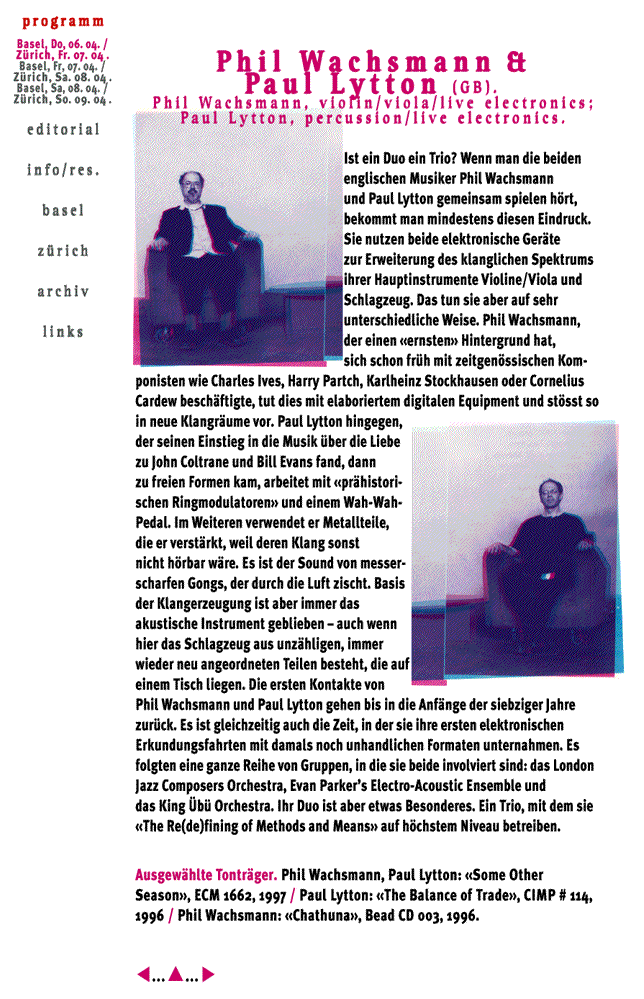 programm
Basel, Do, 06. 04. /
Zürich, Fr. 07. 04.
Basel, Fr, 07. 04. /
Zürich, Sa. 08. 04.
Basel, Sa, 08. 04. /
Zürich, So. 09. 04.
editorial
info/res.
basel
zürich
archiv
links
Phil Wachsmann &
Paul Lytton (GB).
Phil Wachsmann, violin/viola/live electronics;
Paul Lytton, percussion/live electronics.
Ist ein Duo ein Trio? Wenn man die beiden
englischen Musiker Phil Wachsmann
und Paul Lytton gemeinsam spielen hört,
bekommt man mindestens diesen Eindruck.
Sie nutzen beide elektronische Geräte
zur Erweiterung des klanglichen Spektrums
ihrer Hauptinstrumente Violine/Viola und
Schlagzeug. Das tun sie aber auf sehr
unterschiedliche Weise. Phil Wachsmann,
der einen «ernsten» Hintergrund hat,
sich schon früh mit zeitgenössischen Kom-
ponisten wie Charles Ives, Harry Partch, Karlheinz Stockhausen oder Cornelius
Cardew beschäftigte, tut dies mit elaboriertem digitalen Equipment und stösst so
in neue Klangräume vor. Paul Lytton hingegen,
der seinen Einstieg in die Musik über die Liebe
zu John Coltrane und Bill Evans fand, dann
zu freien Formen kam, arbeitet mit «prähistori-
schen Ringmodulatoren» und einem Wah-Wah-
Pedal. Im Weiteren verwendet er Metallteile,
die er verstärkt, weil deren Klang sonst
nicht hörbar wäre. Es ist der Sound von messer-
scharfen Gongs, der durch die Luft zischt. Basis
der Klangerzeugung ist aber immer das
akustische Instrument geblieben – auch wenn
hier das Schlagzeug aus unzähligen, immer
wieder neu angeordneten Teilen besteht, die auf
einem Tisch liegen. Die ersten Kontakte von
Phil Wachsmann und Paul Lytton gehen bis in die Anfänge der siebziger Jahre
zurück. Es ist gleichzeitig auch die Zeit, in der sie ihre ersten elektronischen
Erkundungsfahrten mit damals noch unhandlichen Formaten unternahmen. Es
folgten eine ganze Reihe von Gruppen, in die sie beide involviert sind: das London
Jazz Composers Orchestra, Evan Parker's Electro-Acoustic Ensemble und
das King Übü Orchestra. Ihr Duo ist aber etwas Besonderes. Ein Trio, mit dem sie
«The Re(de)fining of Methods and Means» auf höchstem Niveau betreiben.
Ausgewählte Tonträger. Phil Wachsmann, Paul Lytton: «Some Other
Season», ECM 1662, 1997 / Paul Lytton: «The Balance of Trade», CIMP # 114,
1996 / Phil Wachsmann: «Chathuna», Bead CD 003, 1996.